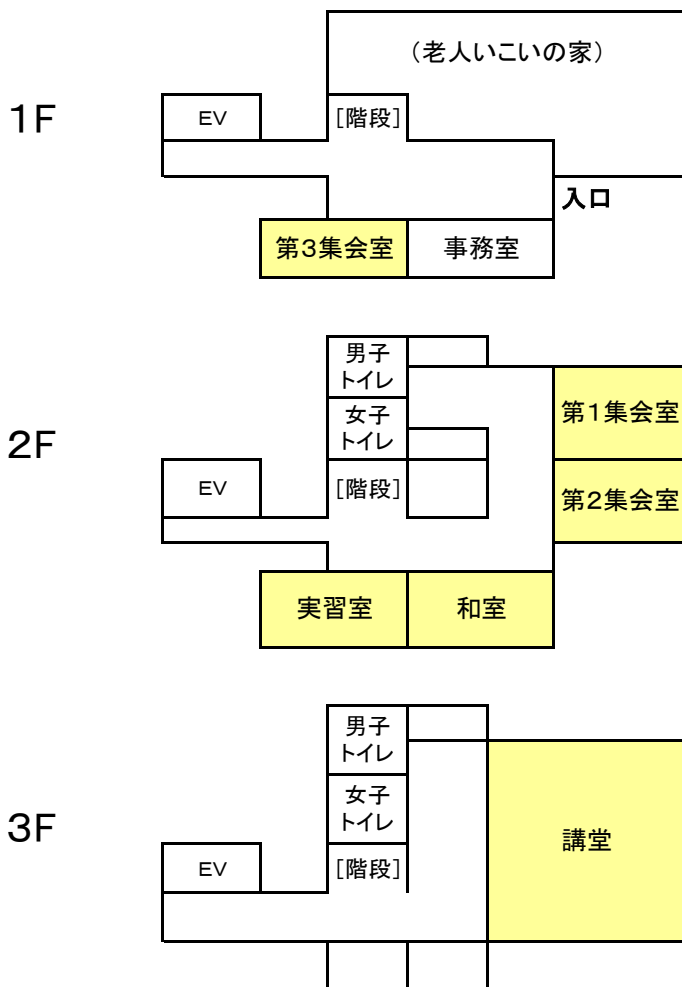 (老人いこいの家)
1F
EV
[階段]
入口
第3集会室
事務室
男子
トイレ
女子
トイレ
第1集会室
2F
EV
[階段]
第2集会室
実習室
和室
男子
トイレ
女子
トイレ
3F
講堂
EV
[階段]